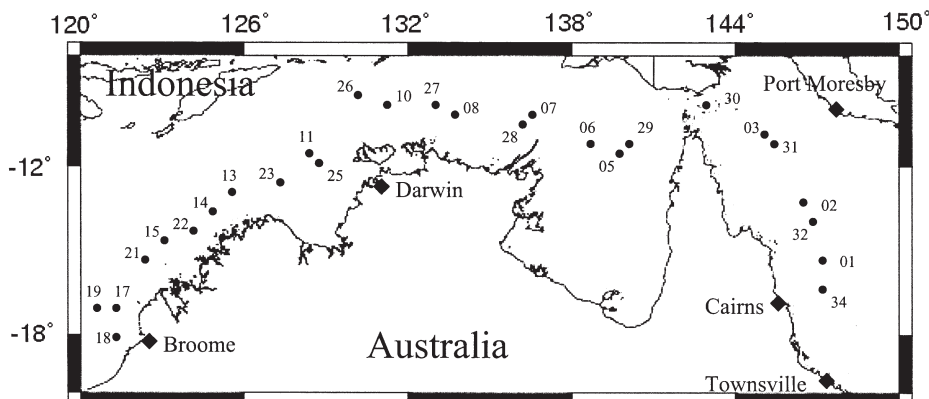 120° 126° 132° 138° 144° 150°
Indonesia
26 10 27 08 07 28 06 29 05 30
Port Moresby
03 31
-12°
11 25 23 13 14 22 15 21
Darwin
02 32
01 34
19 17
18
-18°
Broome
Australia
Cairns
Townsville